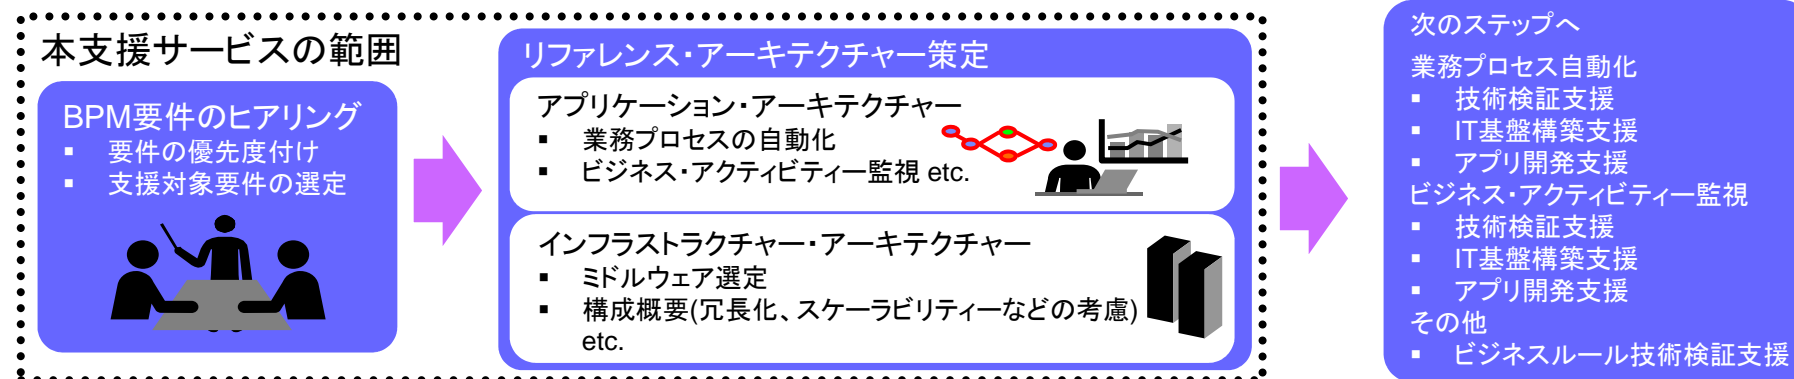 本支援サービスの範囲
BPM要件のヒアリング
▪ 要件の優先度付け
▪ 支援対象要件の選定
リファレンス・アーキテクチャー策定
アプリケーション・アーキテクチャー
▪ 業務プロセスの自動化
▪ ビジネス・アクティビティー監視 etc.
インフラストラクチャー・アーキテクチャー
▪ ミドルウェア選定
▪ 構成概要(冗長化、スケーラビリティーなどの考慮)
etc.
次のステップへ
業務プロセス自動化
▪ 技術検証支援
▪ IT基盤構築支援
▪ アプリ開発支援
ビジネス・アクティビティー監視
▪ 技術検証支援
▪ IT基盤構築支援
▪ アプリ開発支援
その他
▪ ビジネスルール技術検証支援